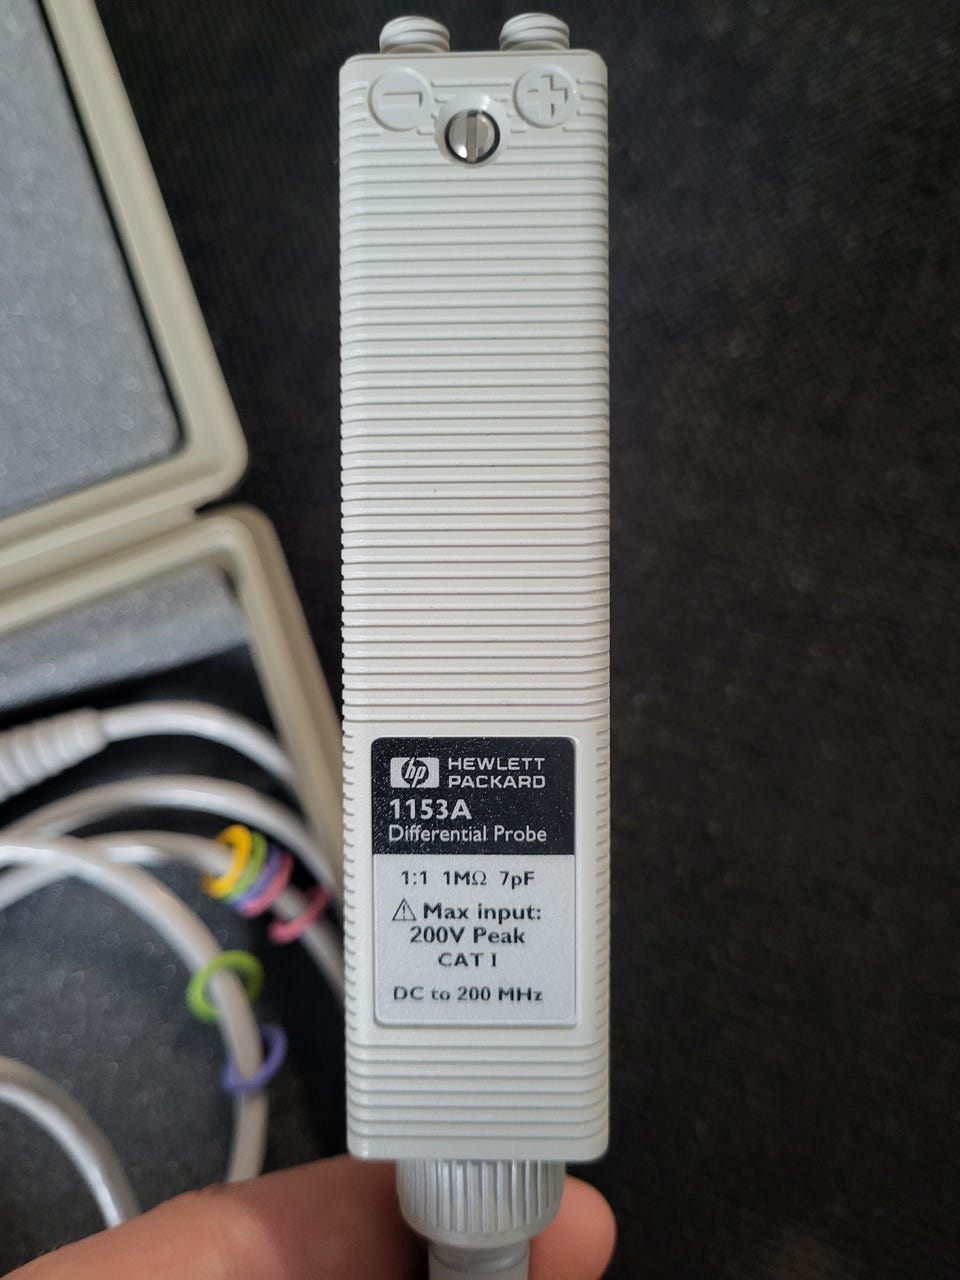 − +
hp HEWLETT
PACKARD
1153A
Differential Probe
1:1 1MΩ 7pF
⚠ Max input:
200V Peak
CAT I
DC to 200 MHz